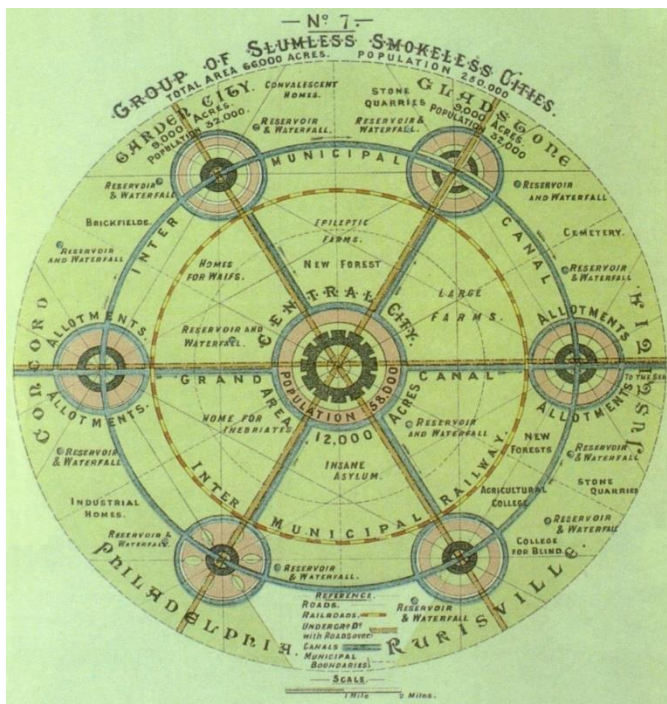 — Nº 7. —
GROUP OF SLUMLESS SMOKELESS CITIES.
TOTAL AREA 66,000 ACRES. POPULATION 250,000
GARDEN CITY.
9,000 ACRES.
POPULATION 32,000
CONVALESCENT
HOMES.
STONE
QUARRIES
GLADSTONE
9,000 ACRES.
POPULATION
32,000
RESERVOIR
& WATERFALL.
RESERVOIR &
WATERFALL.
INTER MUNICIPAL CANAL
RESERVOIR
& WATERFALL
RESERVOIR
AND WATERFALL
BRICKFIELDS.
EPILEPTIC
FARMS.
CEMETERY.
RESERVOIR
AND WATERFALL
HOMES
FOR WAIFS.
NEW FOREST
RESERVOIR
& WATERFALL
LARGE
FARMS.
CENTRAL CITY.
CONCORD
ALLOTMENTS.
RESERVOIR AND
WATERFALL
ALLOTMENTS
JUSTITIA
TO THE SEA
GRAND CANAL
POPULATION 58,000
AREA 12,000 ACRES
ALLOTMENTS.
ALLOTMENTS
HOME FOR
INEBRIATES
RESERVOIR
AND WATERFALL
RESERVOIR
& WATERFALL
NEW
FORESTS
RESERVOIR
& WATERFALL
INSANE
ASYLUM.
STONE
QUARRIES
INTER MUNICIPAL RAILWAY.
AGRICULTURAL
COLLEGE
INDUSTRIAL
HOMES.
RESERVOIR
& WATERFALL
RESERVOIR &
WATERFALL
COLLEGE
FOR BLIND
RESERVOIR
& WATERFALL.
PHILADELPHIA.
RURISVILLE.
REFERENCE.
ROADS.
RAILROADS.
UNDERGRD Dº
with ROADS OVER
CANALS
MUNICIPAL
BOUNDARIES
RESERVOIR
& WATERFALL
— SCALE. —
1 MILE 2 MILES.